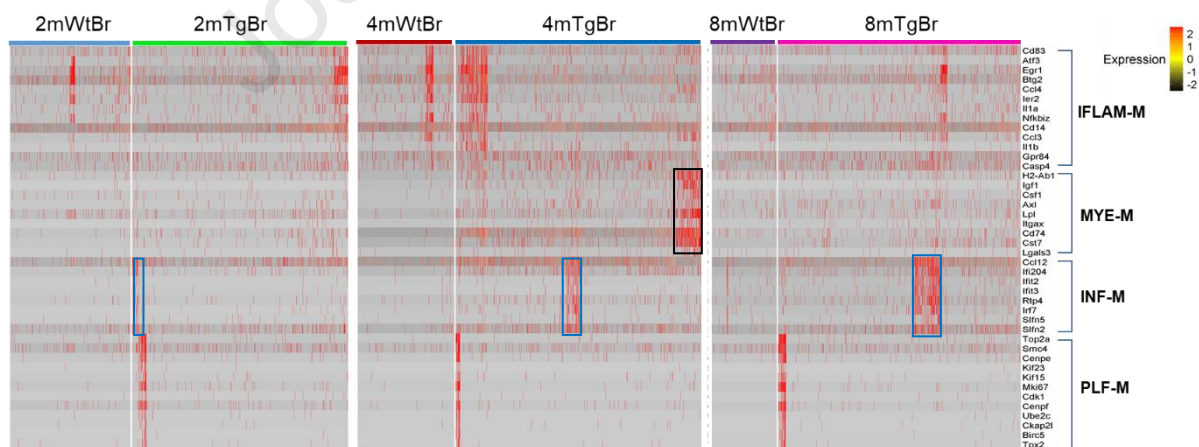 2mWtBr 2mTgBr 4mWtBr 4mTgBr 8mWtBr 8mTgBr
Jou
Expression
2
1
0
-1
-2
Cd83
Atf3
Egr1
Btg2
Ccl4
Ier2
Il1a
Nfkbiz
Cd14
Ccl3
Il1b
Gpr84
Casp4
IFLAM-M
H2-Ab1
Igf1
Csf1
Axl
Lpl
Itgax
Cd74
Cst7
Lgals3
MYE-M
Ccl12
Ifi204
Ifit2
Ifit3
Rtp4
Irf7
Slfn5
Slfn2
INF-M
Top2a
Smc4
Cenpe
Kif23
Kif15
Mki67
Cdk1
Cenpf
Ube2c
Ckap2l
Birc5
Tpx2
PLF-M